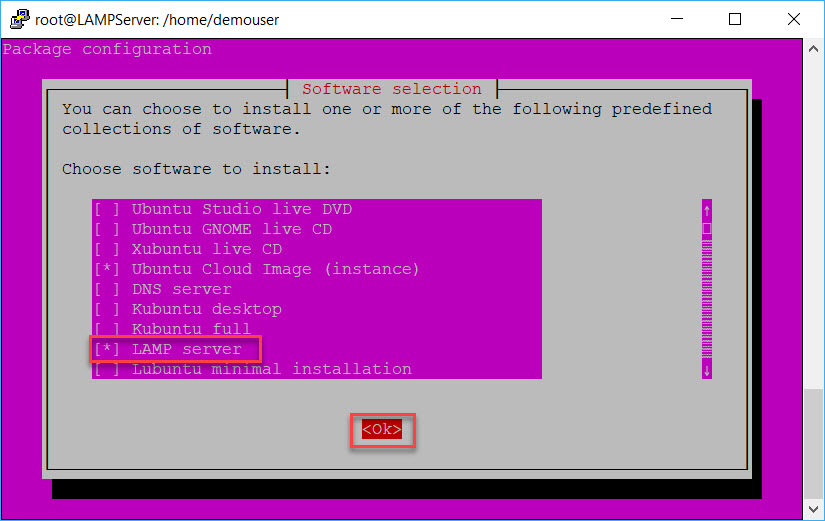 root@LAMPServer: /home/demouser
Package configuration
Software selection
You can choose to install one or more of the following predefined
collections of software.
Choose software to install:
[ ] Ubuntu Studio live DVD
[ ] Ubuntu GNOME live CD
[ ] Xubuntu live CD
[*] Ubuntu Cloud Image (instance)
[ ] DNS server
[ ] Kubuntu desktop
[ ] Kubuntu full
[*] LAMP server
[ ] Lubuntu minimal installation
<Ok>